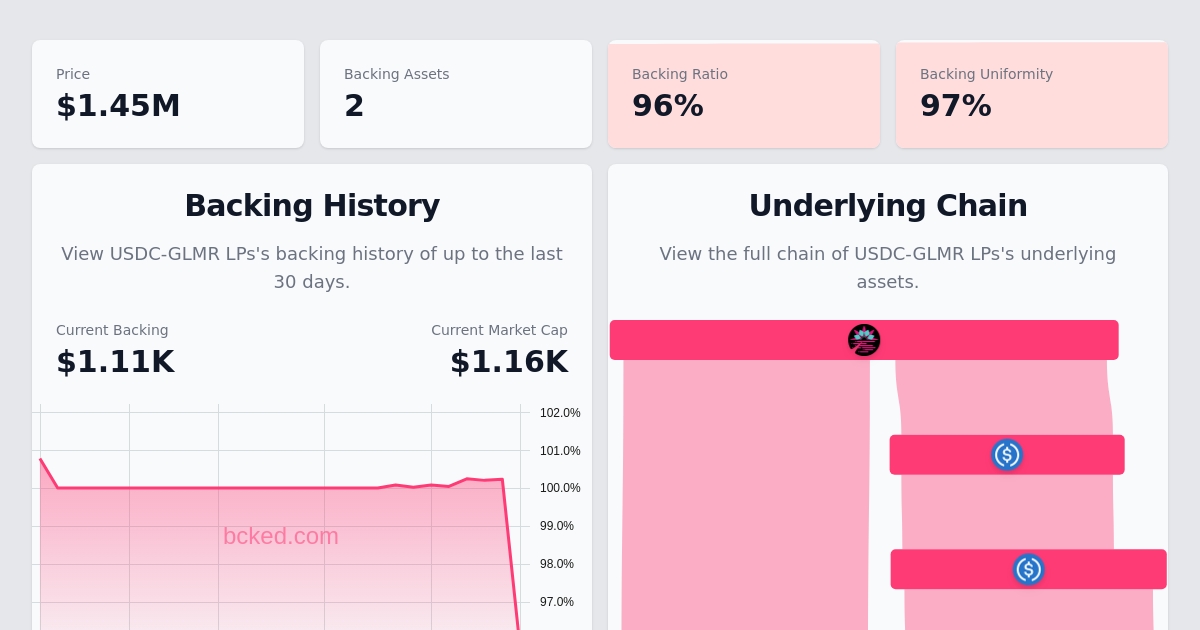 Price
$1.45M
Backing Assets
2
Backing Ratio
96%
Backing Uniformity
97%
Backing History
View USDC-GLMR LPs's backing history of up to the last
30 days.
Current Backing
$1.11K
Current Market Cap
$1.16K
102.0%
101.0%
100.0%
99.0%
98.0%
97.0%
bcked.com
Underlying Chain
View the full chain of USDC-GLMR LPs's underlying
assets.